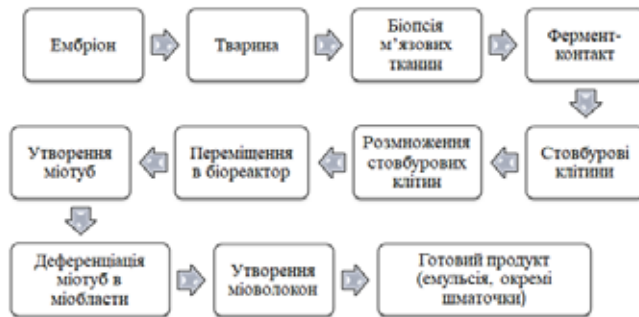 Ембріон
Тварина
Біопсія
м’язових
тканин
Фермент-
контакт
Стовбурові
клітини
Розмноження
стовбурових
клітин
Переміщення
в біореактор
Утворення
міотуб
Деференціація
міотуб в
міобласти
Утворення
міоволокон
Готовий продукт
(емульсія, окремі
шматочки)